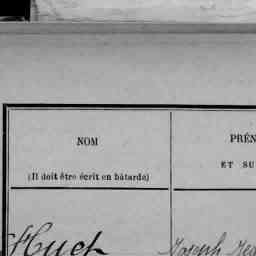 NOM
PRÉN
ET SU
(Il doit être écrit en bâtarde)
Huet
Joseph